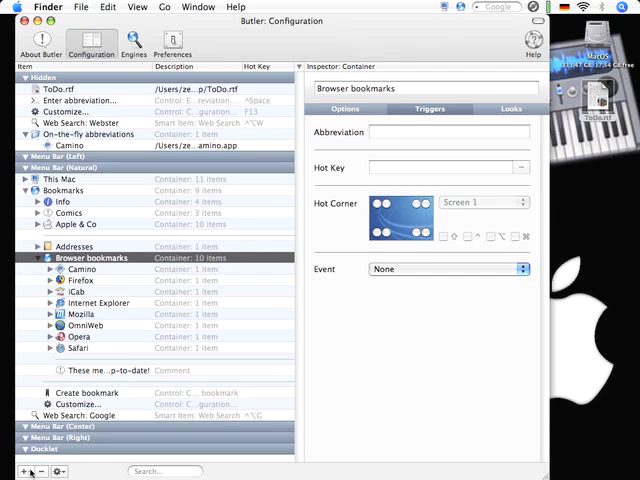 Finder File Edit View Go Window Help Google
Butler: Configuration
About Butler Configuration Engines Preferences Help
Item Description Hot Key
Inspector: Container
Hidden
ToDo.rtf /Users/ze...p/ToDo.rtf
Enter abbreviation... Control: E...reviation... ^Space
Customize... Control: C...guration... F13
Web Search: Webster Smart Item: Web Search ^⌥W
On-the-fly abbreviations Container: 1 item
Camino /Users/ze...amino.app
Menu Bar (Left)
Menu Bar (Natural)
This Mac Container: 11 items
Bookmarks Container: 9 items
Info Container: 4 items
Comics Container: 7 items
Apple & Co Container: 10 items
Addresses Container: 1 item
Browser bookmarks Container: 10 items
Camino Container: 1 item
Firefox Container: 1 item
iCab Container: 1 item
Internet Explorer Container: 1 item
Mozilla Container: 1 item
OmniWeb Container: 1 item
Opera Container: 1 item
Safari Container: 1 item
These me...p-to-date! Comment
Create bookmark Control: C... bookmark
Customize... Control: C...guration...
Web Search: Google Smart Item: Web Search ^⌥G
Menu Bar (Center)
Menu Bar (Right)
Docklet
Search...
Browser bookmarks
Options Triggers Looks
Abbreviation
Hot Key
Hot Corner Screen 1
⇧ ^ ⌥ ⌘
Event None
MacOS
ToDo.rtf